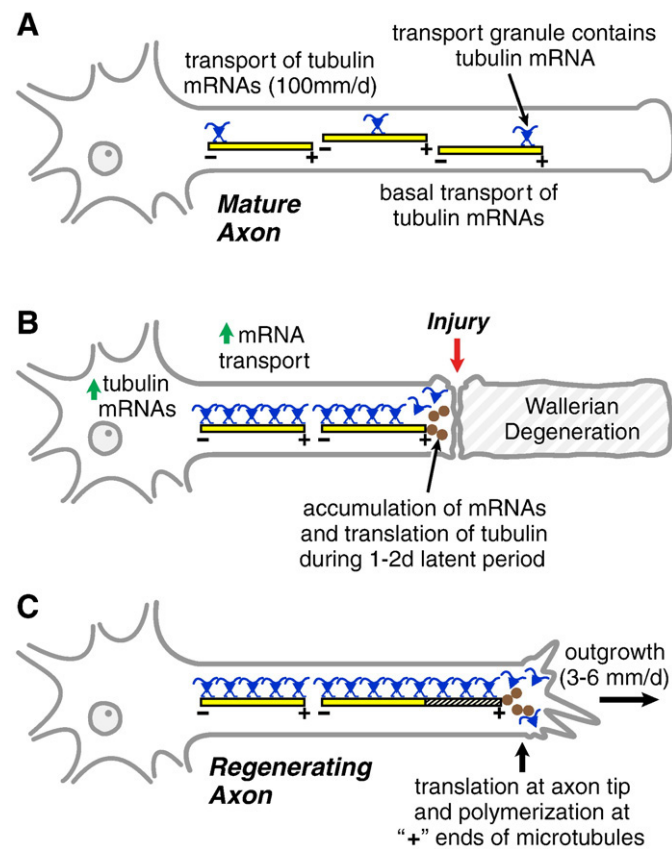 A
transport of tubulin
mRNAs (100mm/d)
transport granule contains
tubulin mRNA
− + − + − +
Mature
Axon
basal transport of
tubulin mRNAs
B
mRNA
transport
Injury
tubulin
mRNAs
− + − +
Wallerian
Degeneration
accumulation of mRNAs
and translation of tubulin
during 1-2d latent period
C
outgrowth
(3-6 mm/d)
− + − +
Regenerating
Axon
translation at axon tip
and polymerization at
“+” ends of microtubules